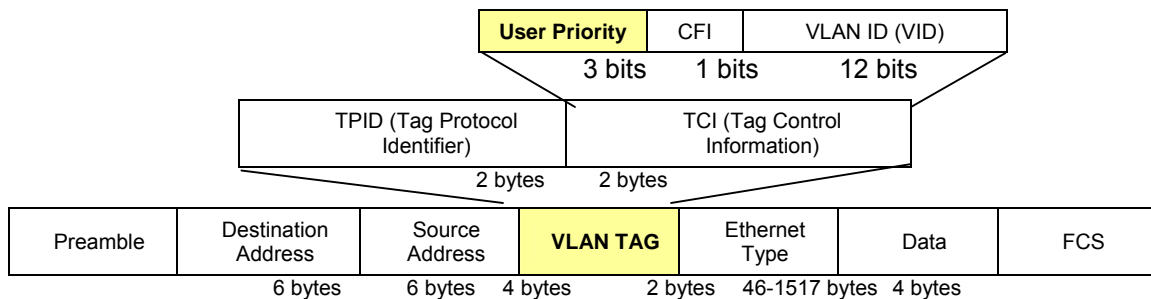 User Priority CFI VLAN ID (VID)
3 bits 1 bits 12 bits
TPID (Tag Protocol Identifier) TCI (Tag Control Information)
2 bytes 2 bytes
Preamble Destination Address Source Address VLAN TAG Ethernet Type Data FCS
6 bytes 6 bytes 4 bytes 2 bytes 46-1517 bytes 4 bytes